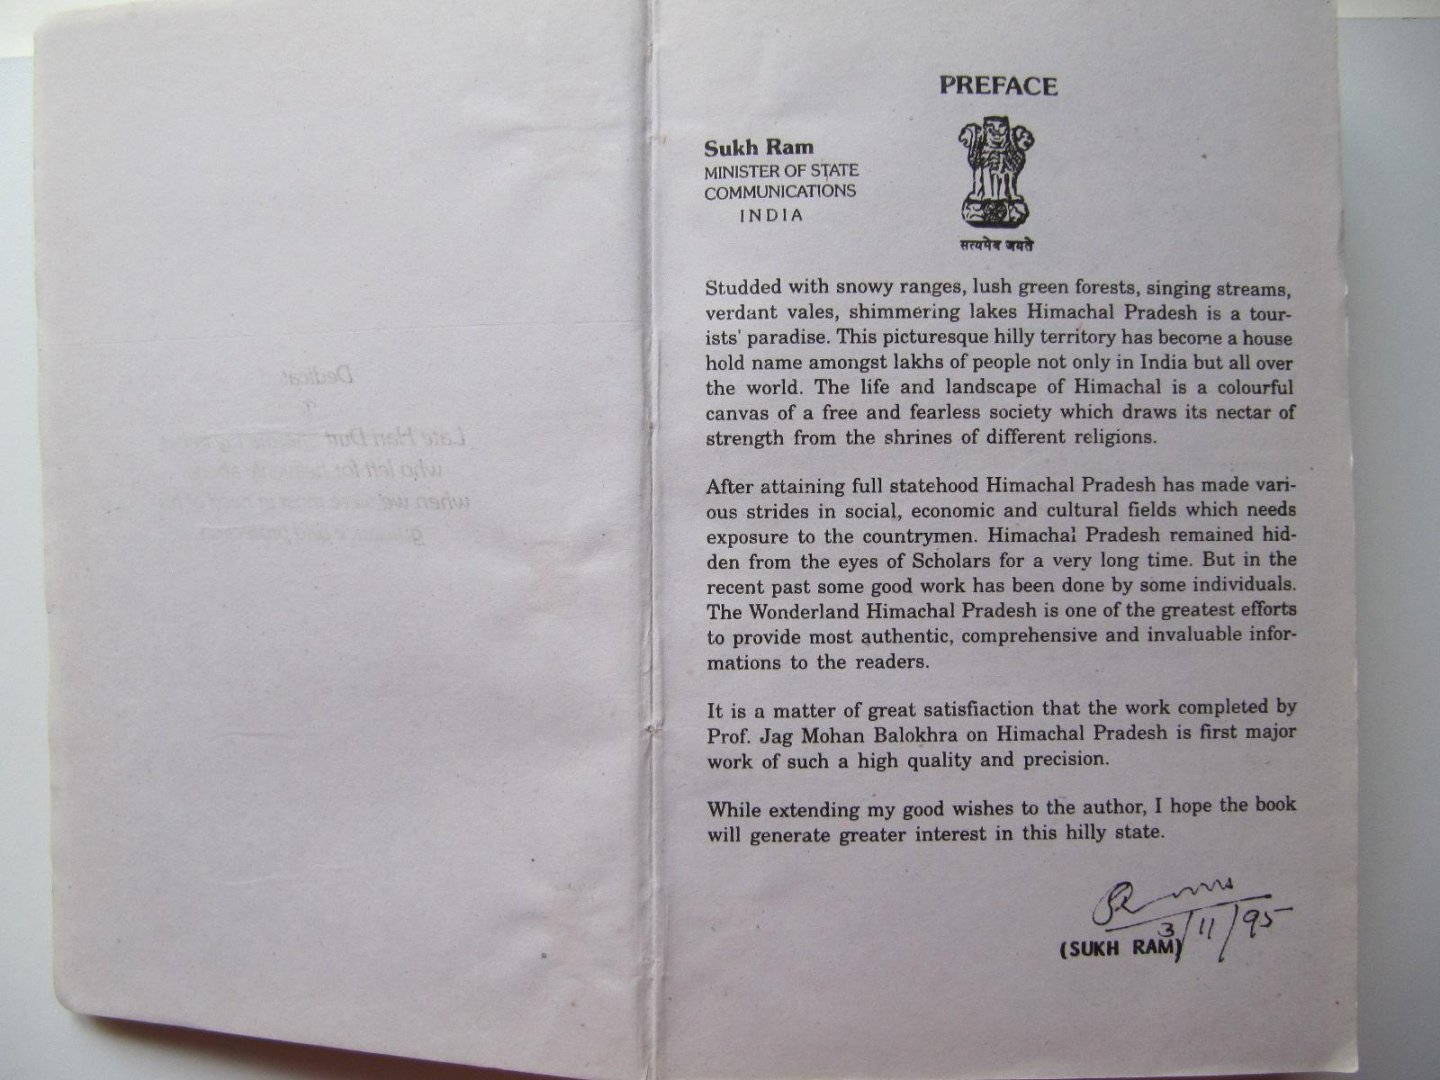 PREFACE
Sukh Ram
MINISTER OF STATE
COMMUNICATIONS
INDIA
सत्यमेव जयते
Studded with snowy ranges, lush green forests, singing streams,
verdant vales, shimmering lakes Himachal Pradesh is a tour-
ists' paradise. This picturesque hilly territory has become a house
hold name amongst lakhs of people not only in India but all over
the world. The life and landscape of Himachal is a colourful
canvas of a free and fearless society which draws its nectar of
strength from the shrines of different religions.
After attaining full statehood Himachal Pradesh has made vari-
ous strides in social, economic and cultural fields which needs
exposure to the countrymen. Himachal Pradesh remained hid-
den from the eyes of Scholars for a very long time. But in the
recent past some good work has been done by some individuals.
The Wonderland Himachal Pradesh is one of the greatest efforts
to provide most authentic, comprehensive and invaluable infor-
mations to the readers.
It is a matter of great satisfiaction that the work completed by
Prof. Jag Mohan Balokhra on Himachal Pradesh is first major
work of such a high quality and precision.
While extending my good wishes to the author, I hope the book
will generate greater interest in this hilly state.
3/11/95
(SUKH RAM)